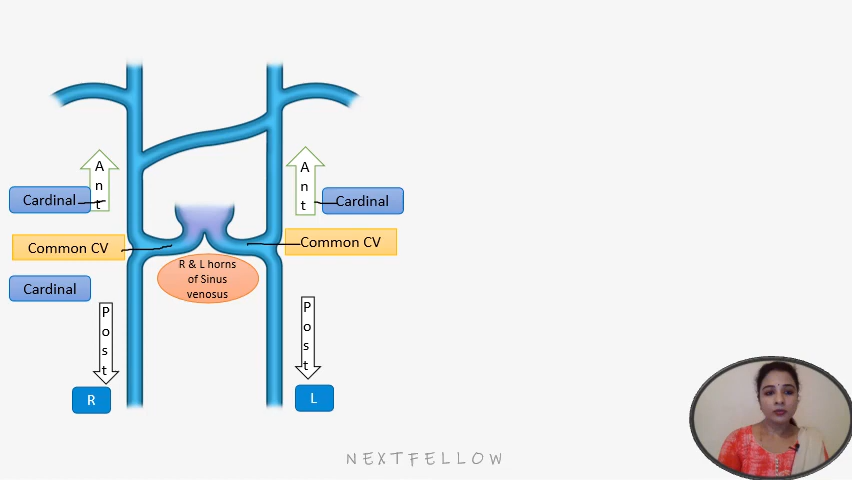 Ant
Ant
Cardinal
Cardinal
Common CV
Common CV
R & L horns
of Sinus
venosus
Cardinal
Post
Post
R
L
NEXTFELLOW